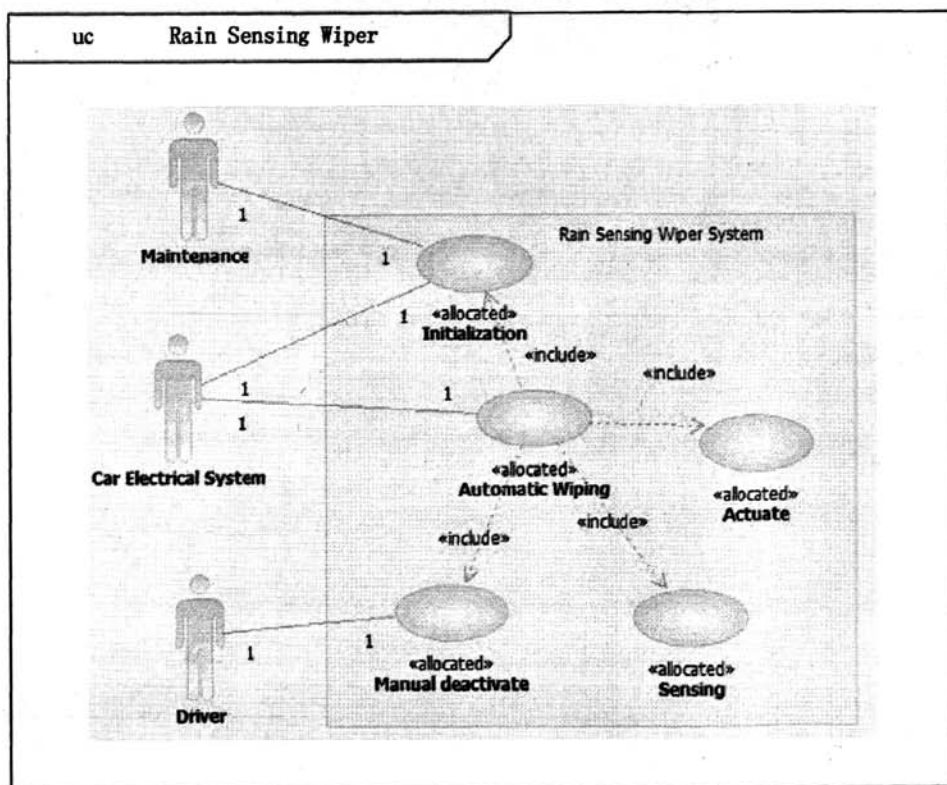 uc Rain Sensing Wiper
1
Maintenance
Rain Sensing Wiper System
1
1
«allocated»
Initialization
«include»
«include»
1
1
1
Car Electrical System
«allocated»
Automatic Wiping
«allocated»
Actuate
«include»
«include»
1
1
«allocated»
Manual deactivate
«allocated»
Sensing
Driver